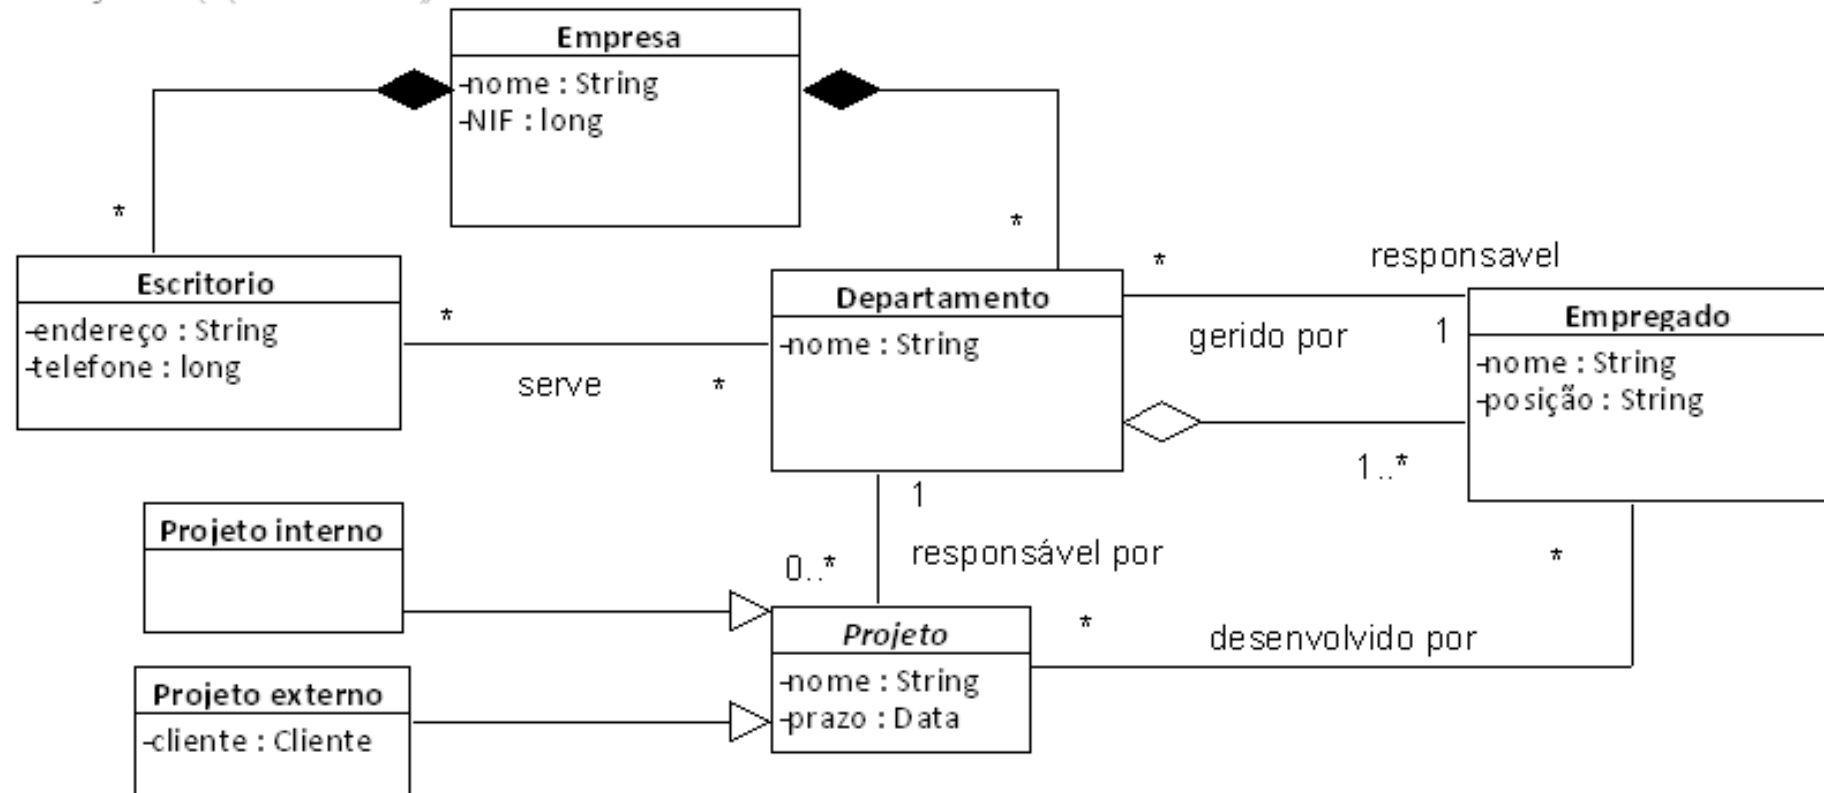 Empresa
-nome : String
-NIF : long
*
*
Escritorio
-endereço : String
-telefone : long
*
serve
*
Departamento
-nome : String
*
responsavel
gerido por
1
Empregado
-nome : String
-posição : String
1..*
1
responsável por
0..*
*
desenvolvido por
*
Projeto interno
Projeto
-nome : String
-prazo : Data
Projeto externo
-cliente : Cliente